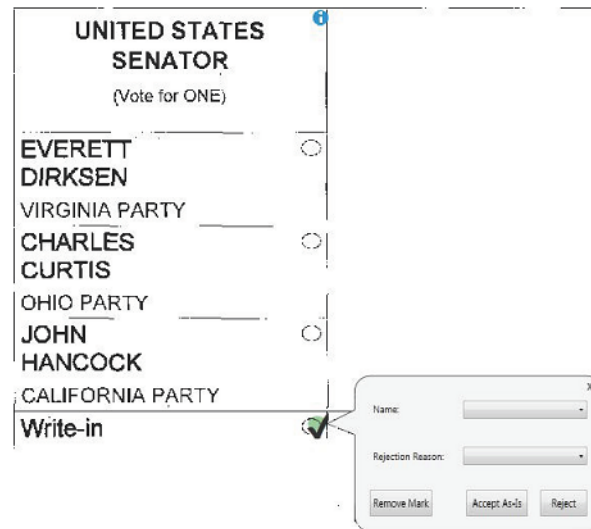 UNITED STATES
SENATOR
(Vote for ONE)
EVERETT
DIRKSEN
VIRGINIA PARTY
CHARLES
CURTIS
OHIO PARTY
JOHN
HANCOCK
CALIFORNIA PARTY
Write-in
x
Name:
Rejection Reason:
Remove Mark Accept As-Is Reject